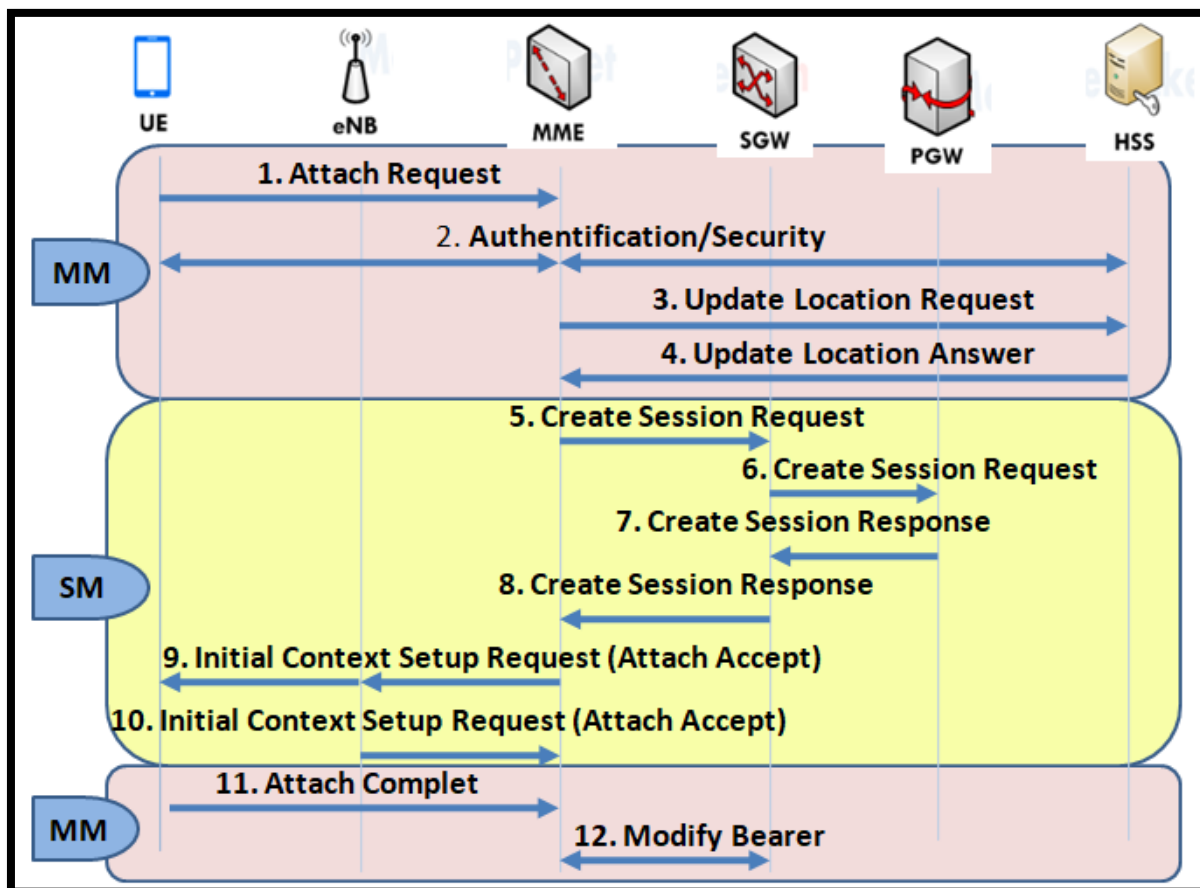 UE
eNB
MME
SGW
PGW
HSS
1. Attach Request
2. Authentification/Security
MM
3. Update Location Request
4. Update Location Answer
5. Create Session Request
6. Create Session Request
7. Create Session Response
SM
8. Create Session Response
9. Initial Context Setup Request (Attach Accept)
10. Initial Context Setup Request (Attach Accept)
11. Attach Complet
MM
12. Modify Bearer